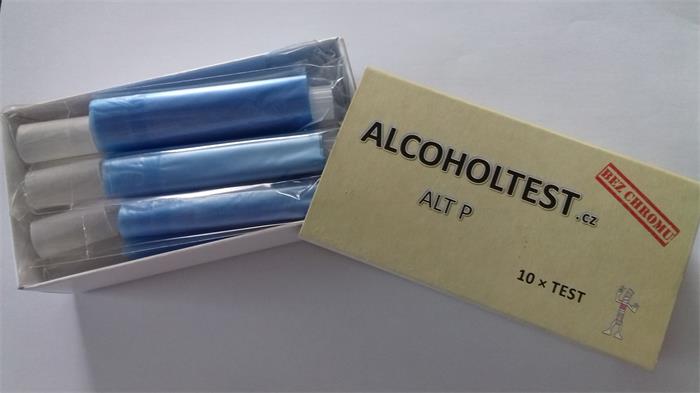 ALCOHOLTEST.cz
ALT P
BEZ CHROMU
10 × TEST